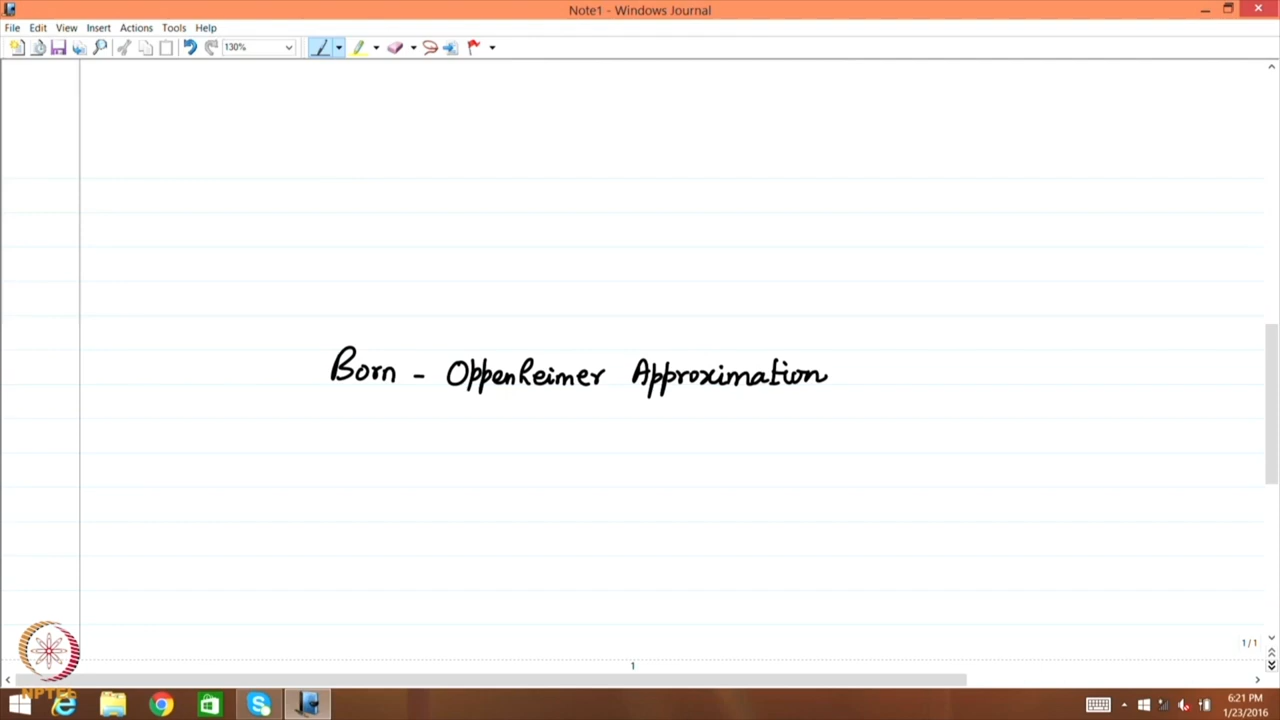 Note1 - Windows Journal
File Edit View Insert Actions Tools Help
130%
Born - Oppenheimer Approximation
1 / 1
1
NPTEL
6:21 PM
1/23/2016